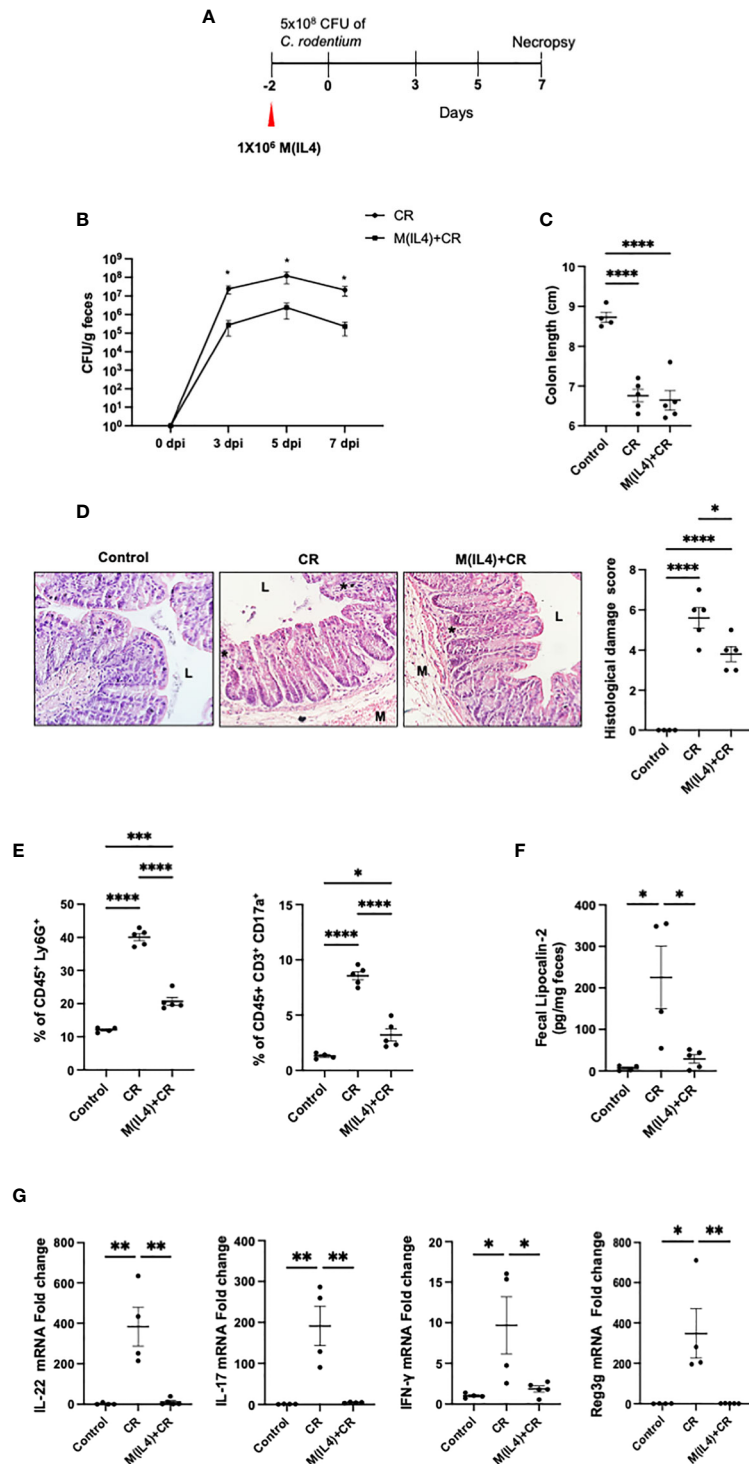 A
5x10⁸ CFU of
C. rodentium
Necropsy
-2 0 3 5 7
Days
1X10⁶ M(IL4)
B
CR
M(IL4)+CR
CFU/g feces
10⁹
10⁸
10⁷
10⁶
10⁵
10⁴
10³
10²
10¹
10⁰
* * *
0 dpi 3 dpi 5 dpi 7 dpi
C
****
****
Colon length (cm)
10
9
8
7
6
Control CR M(IL4)+CR
D
Control CR M(IL4)+CR
L
L
M
*
*
L
M
*
*
****
****
Histological damage score
8
6
4
2
0
Control CR M(IL4)+CR
E
***
****
****
% of CD45⁺ Ly6G⁺
50
40
30
20
10
0
Control CR M(IL4)+CR
*
****
****
% of CD45+ CD3⁺ CD17a⁺
15
10
5
0
Control CR M(IL4)+CR
F
* *
Fecal Lipocalin-2
(pg/mg feces)
400
300
200
100
0
Control CR M(IL4)+CR
G
** **
IL-22 mRNA Fold change
800
600
400
200
0
Control CR M(IL4)+CR
** **
IL-17 mRNA Fold change
400
300
200
100
0
Control CR M(IL4)+CR
* *
IFN-γ mRNA Fold change
20
15
10
5
0
Control CR M(IL4)+CR
* **
Reg3g mRNA Fold change
800
600
400
200
0
Control CR M(IL4)+CR